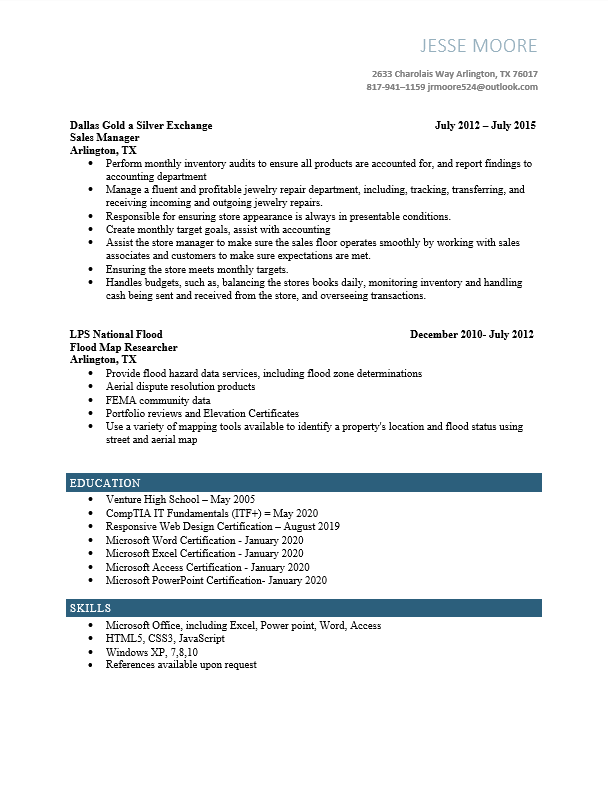 JESSE MOORE
2633 Charolais Way Arlington, TX 76017
817-941–1159 jrmoore524@outlook.com
Dallas Gold a Silver Exchange July 2012 – July 2015
Sales Manager
Arlington, TX
• Perform monthly inventory audits to ensure all products are accounted for, and report findings to
accounting department
• Manage a fluent and profitable jewelry repair department, including, tracking, transferring, and
receiving incoming and outgoing jewelry repairs.
• Responsible for ensuring store appearance is always in presentable conditions.
• Create monthly target goals, assist with accounting
• Assist the store manager to make sure the sales floor operates smoothly by working with sales
associates and customers to make sure expectations are met.
• Ensuring the store meets monthly targets.
• Handles budgets, such as, balancing the stores books daily, monitoring inventory and handling
cash being sent and received from the store, and overseeing transactions.
LPS National Flood December 2010- July 2012
Flood Map Researcher
Arlington, TX
• Provide flood hazard data services, including flood zone determinations
• Aerial dispute resolution products
• FEMA community data
• Portfolio reviews and Elevation Certificates
• Use a variety of mapping tools available to identify a property's location and flood status using
street and aerial map
EDUCATION
• Venture High School – May 2005
• CompTIA IT Fundamentals (ITF+) = May 2020
• Responsive Web Design Certification – August 2019
• Microsoft Word Certification - January 2020
• Microsoft Excel Certification - January 2020
• Microsoft Access Certification - January 2020
• Microsoft PowerPoint Certification- January 2020
SKILLS
• Microsoft Office, including Excel, Power point, Word, Access
• HTML5, CSS3, JavaScript
• Windows XP, 7,8,10
• References available upon request